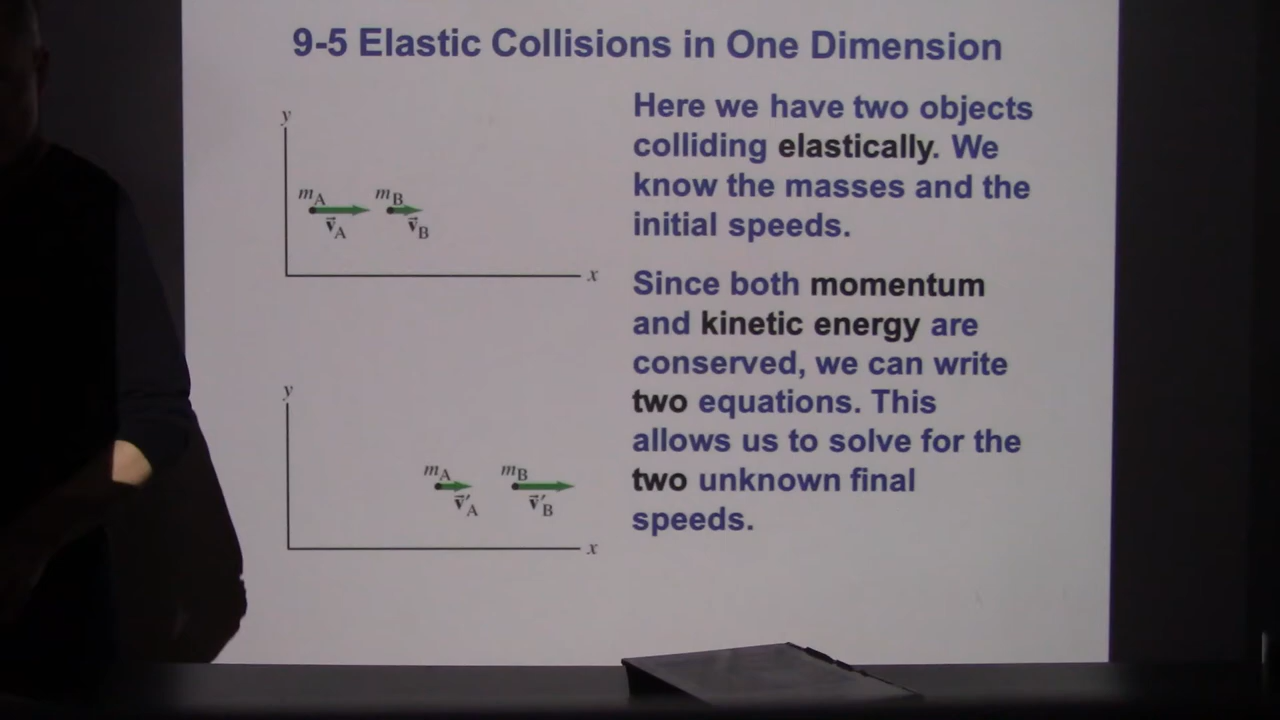 9-5 Elastic Collisions in One Dimension
y
mA mB
v⃗A v⃗B
x
Here we have two objects
colliding elastically. We
know the masses and the
initial speeds.
Since both momentum
and kinetic energy are
conserved, we can write
two equations. This
allows us to solve for the
two unknown final
speeds.
y
mA mB
v⃗′A v⃗′B
x